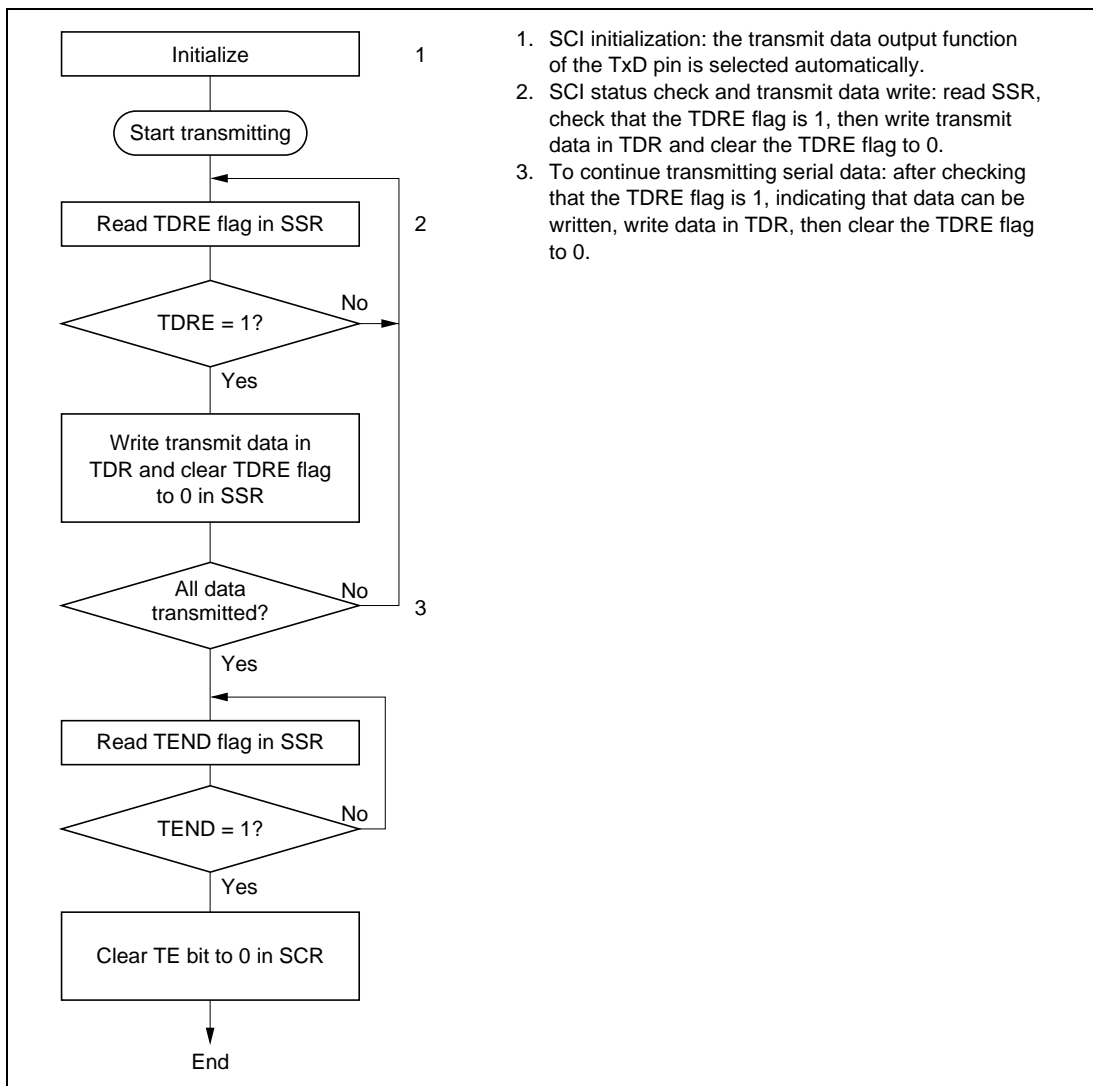 Initialize
1
Start transmitting
Read TDRE flag in SSR
2
TDRE = 1?
No
Yes
Write transmit data in
TDR and clear TDRE flag
to 0 in SSR
All data
transmitted?
No
3
Yes
Read TEND flag in SSR
TEND = 1?
No
Yes
Clear TE bit to 0 in SCR
End
1. SCI initialization: the transmit data output function
of the TxD pin is selected automatically.
2. SCI status check and transmit data write: read SSR,
check that the TDRE flag is 1, then write transmit
data in TDR and clear the TDRE flag to 0.
3. To continue transmitting serial data: after checking
that the TDRE flag is 1, indicating that data can be
written, write data in TDR, then clear the TDRE flag
to 0.